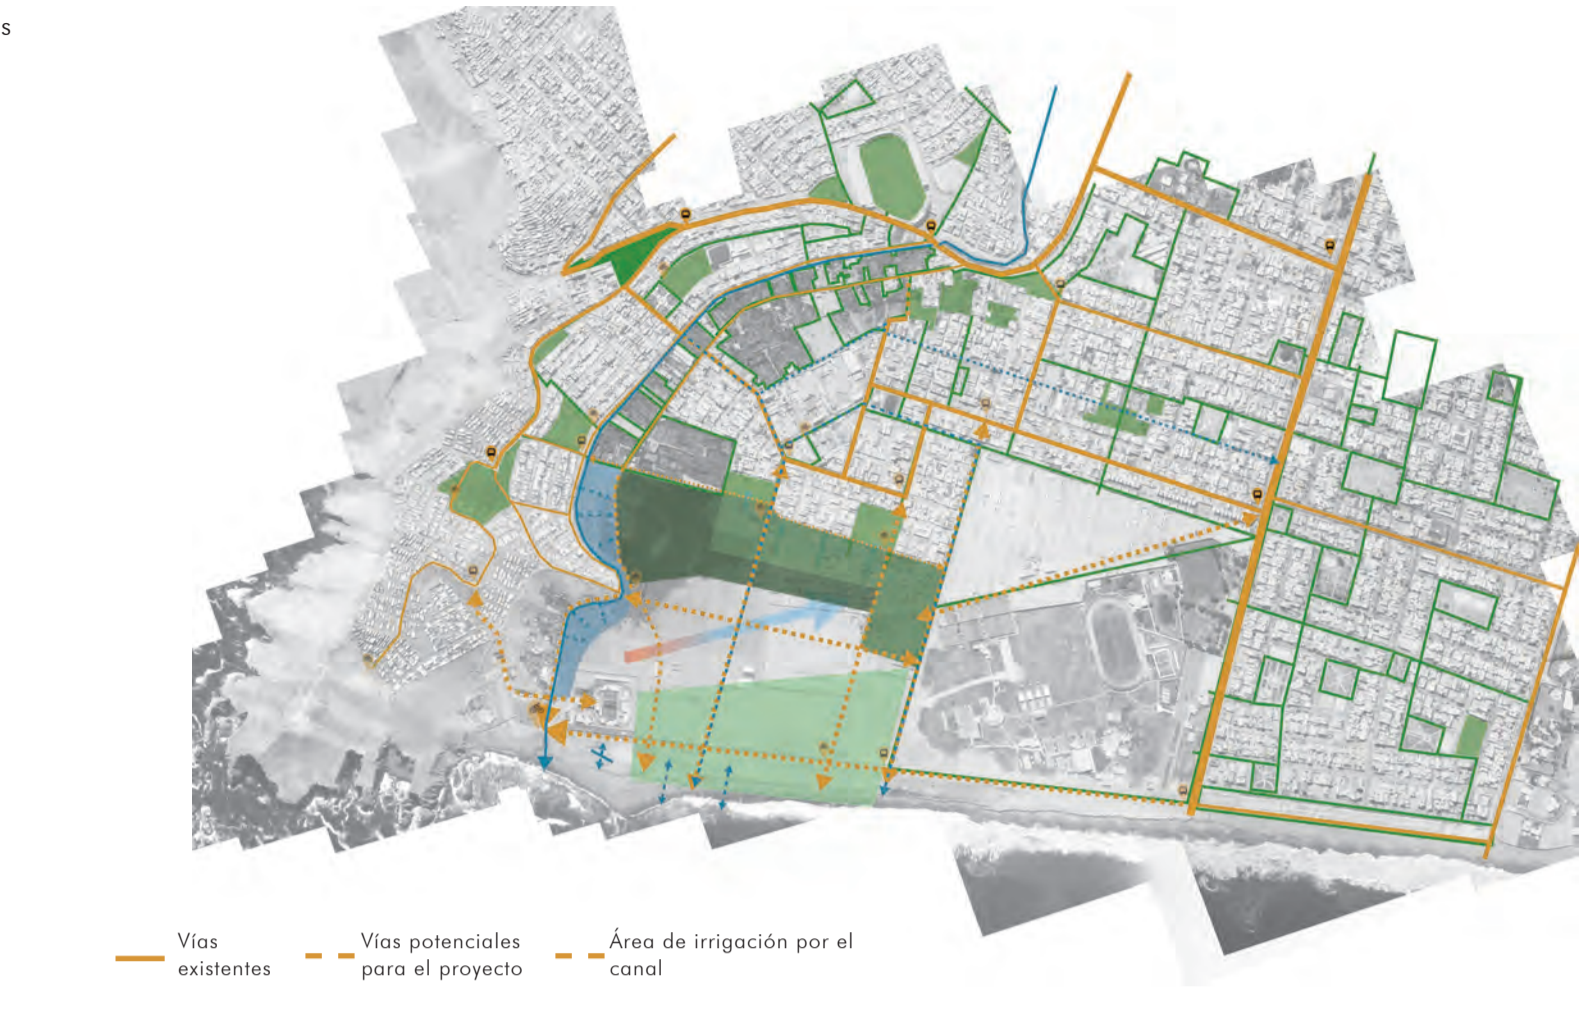 s
Vías
existentes
Vías potenciales
para el proyecto
Área de irrigación por el
canal